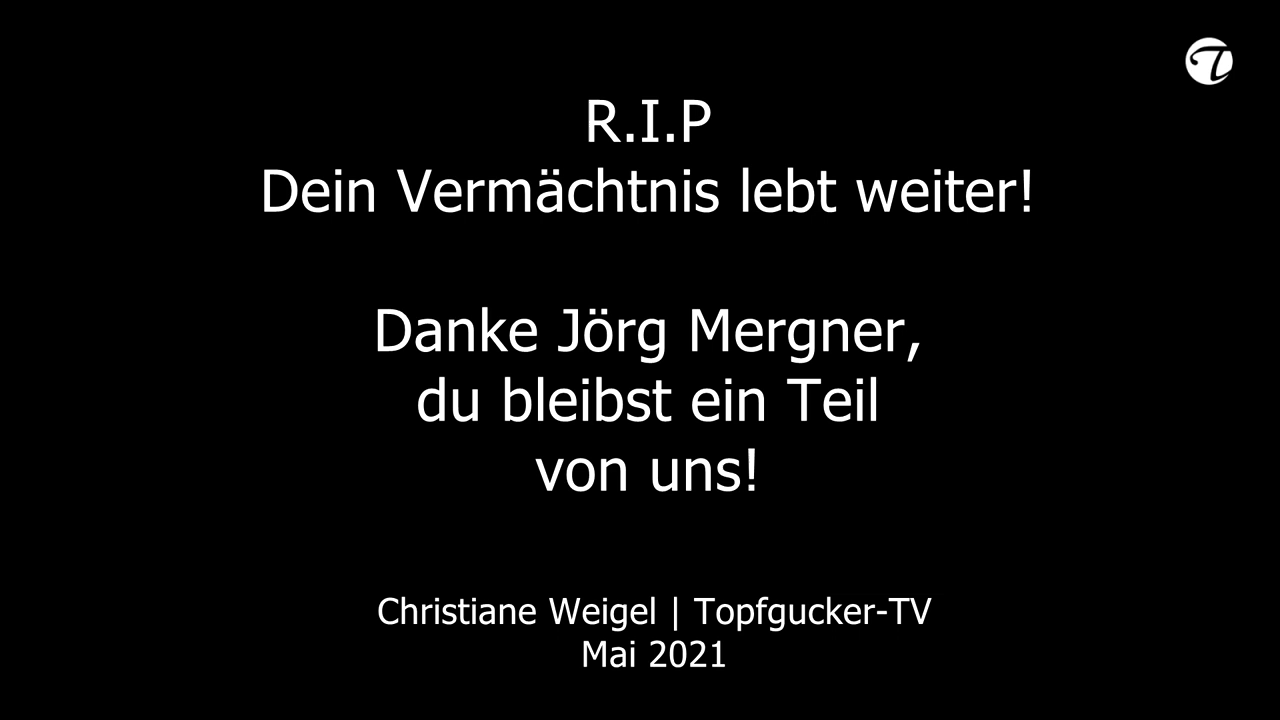 R.I.P
Dein Vermächtnis lebt weiter!
Danke Jörg Mergner,
du bleibst ein Teil
von uns!
Christiane Weigel | Topfgucker-TV
Mai 2021